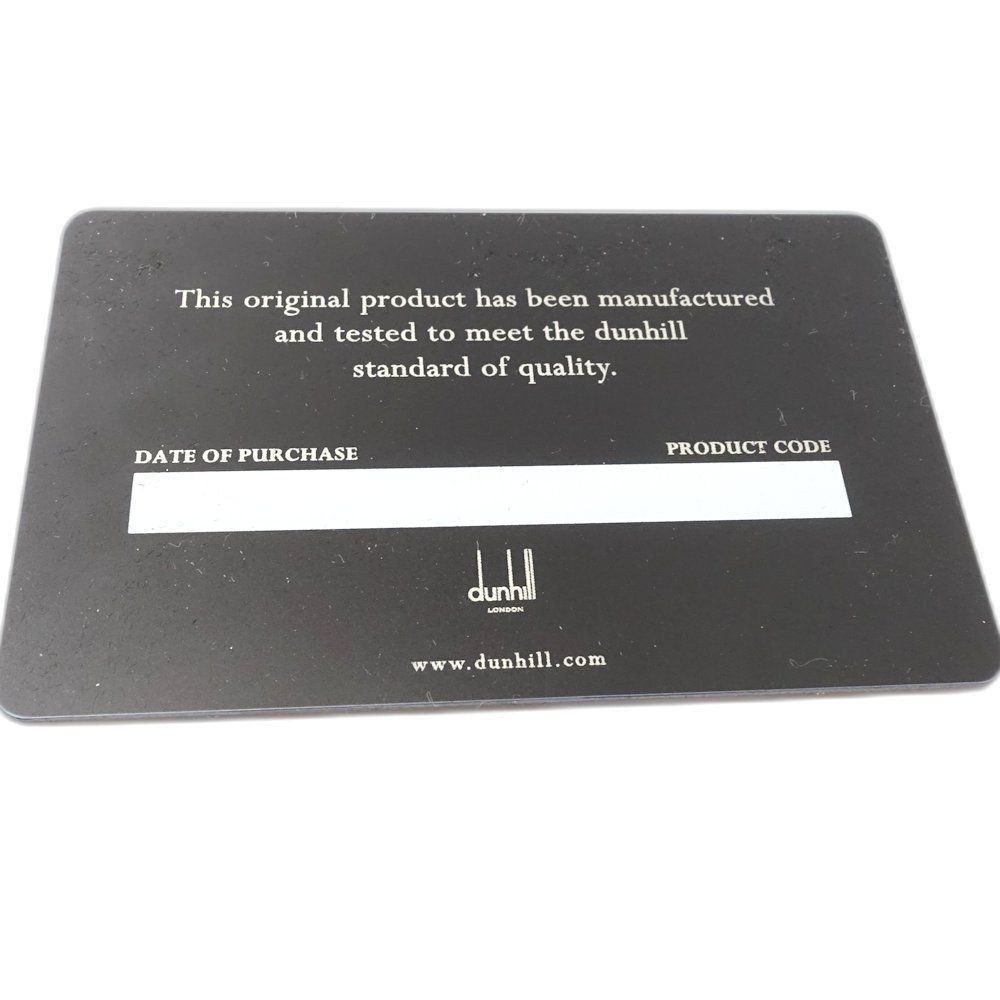 This original product has been manufactured
and tested to meet the dunhill
standard of quality.
DATE OF PURCHASE PRODUCT CODE
dunhill
LONDON
www.dunhill.com